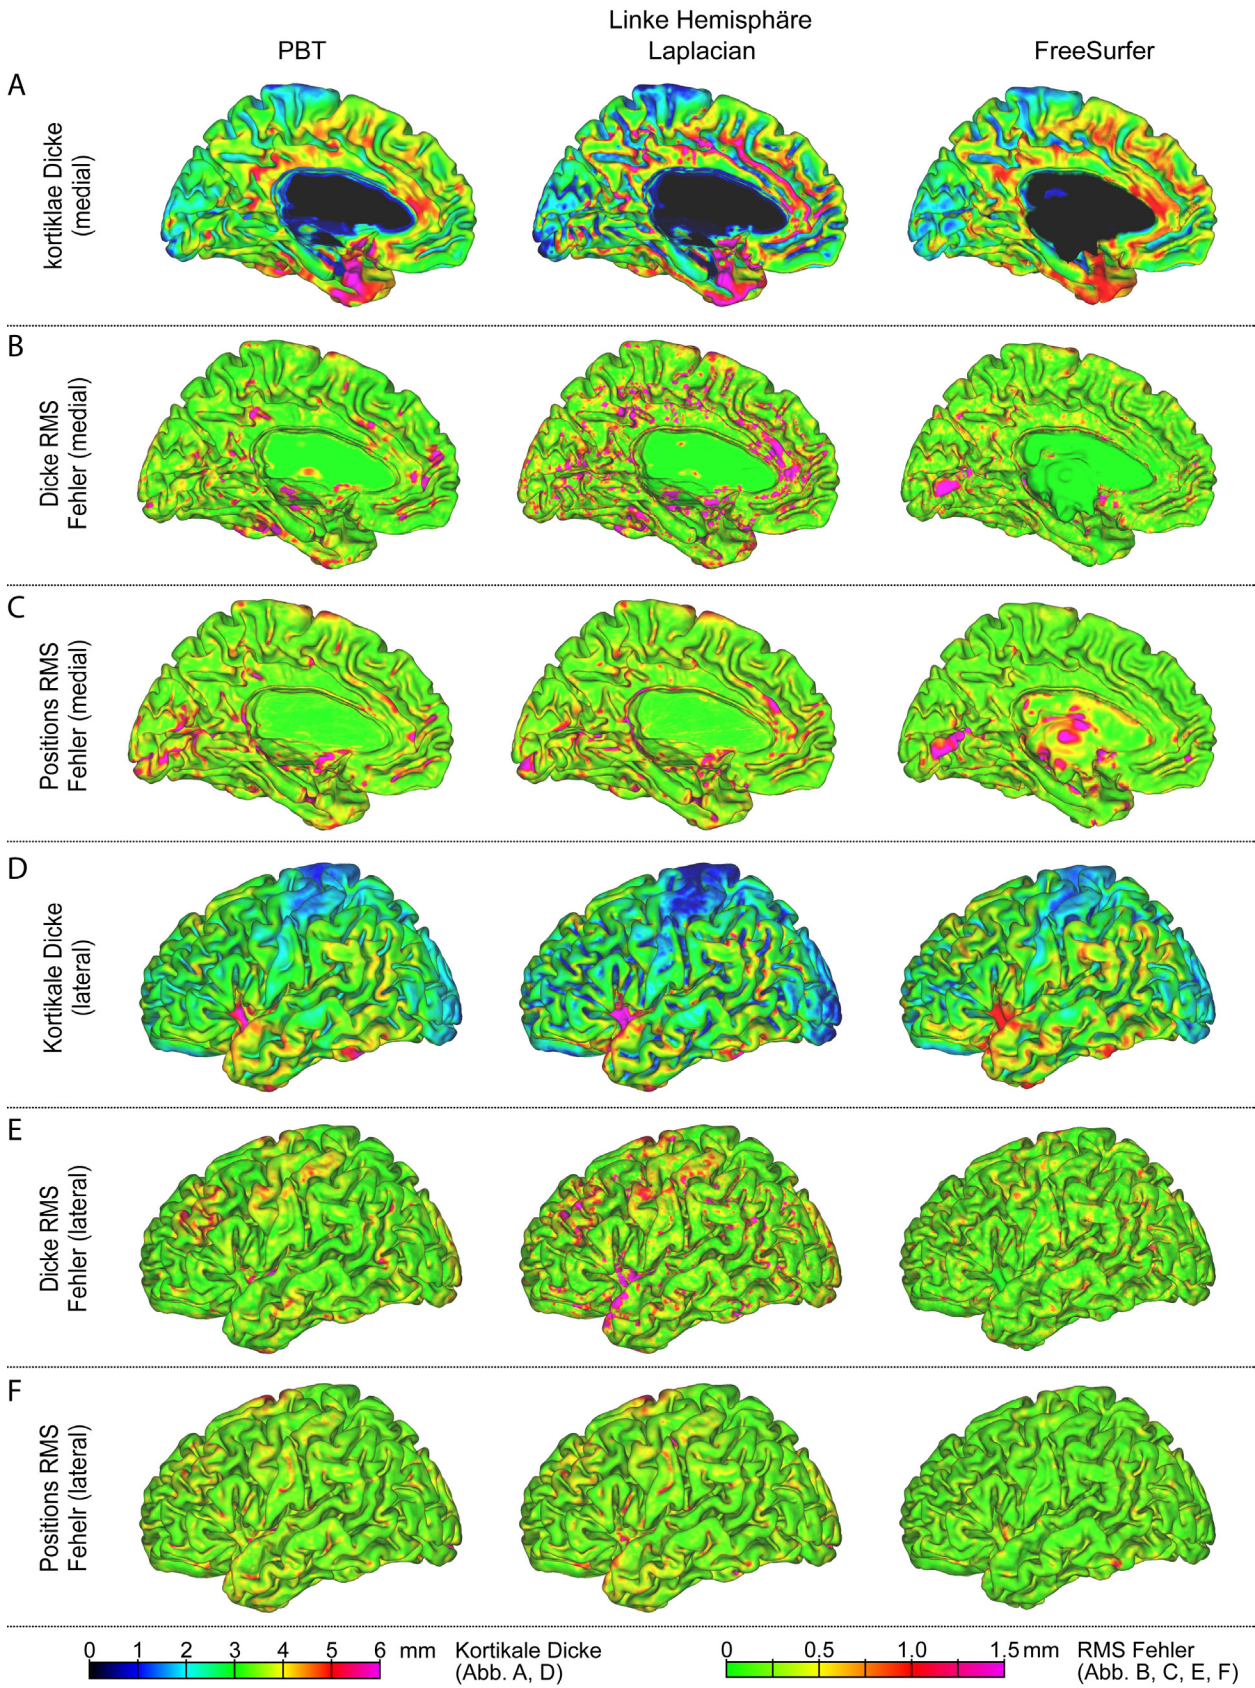 Linke Hemisphäre
PBT
Laplacian
FreeSurfer
A
kortiklae Dicke
(medial)
B
Dicke RMS
Fehler (medial)
C
Positions RMS
Fehler (medial)
D
Kortikale Dicke
(lateral)
E
Dicke RMS
Fehler (lateral)
F
Positions RMS
Fehelr (lateral)
0 1 2 3 4 5 6 mm
Kortikale Dicke
(Abb. A, D)
0 0.5 1.0 1.5 mm
RMS Fehler
(Abb. B, C, E, F)